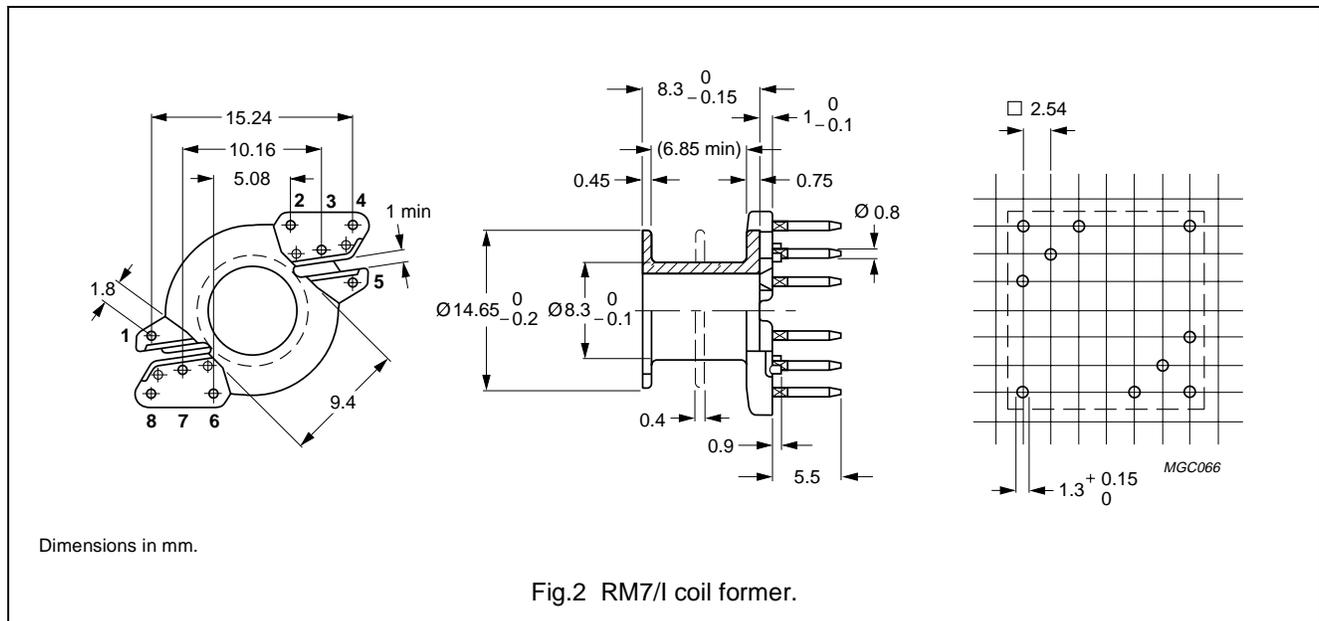 15.24
10.16
5.08
2 3 4
1 min
5
1.8
1
9.4
8 7 6
8.3 0 −0.15
1 0 −0.1
(6.85 min)
0.45
0.75
Ø 0.8
Ø14.65 0 −0.2
Ø8.3 0 −0.1
0.4
0.9
5.5
□ 2.54
MGC066
1.3 + 0.15 0
Dimensions in mm.
Fig.2 RM7/I coil former.